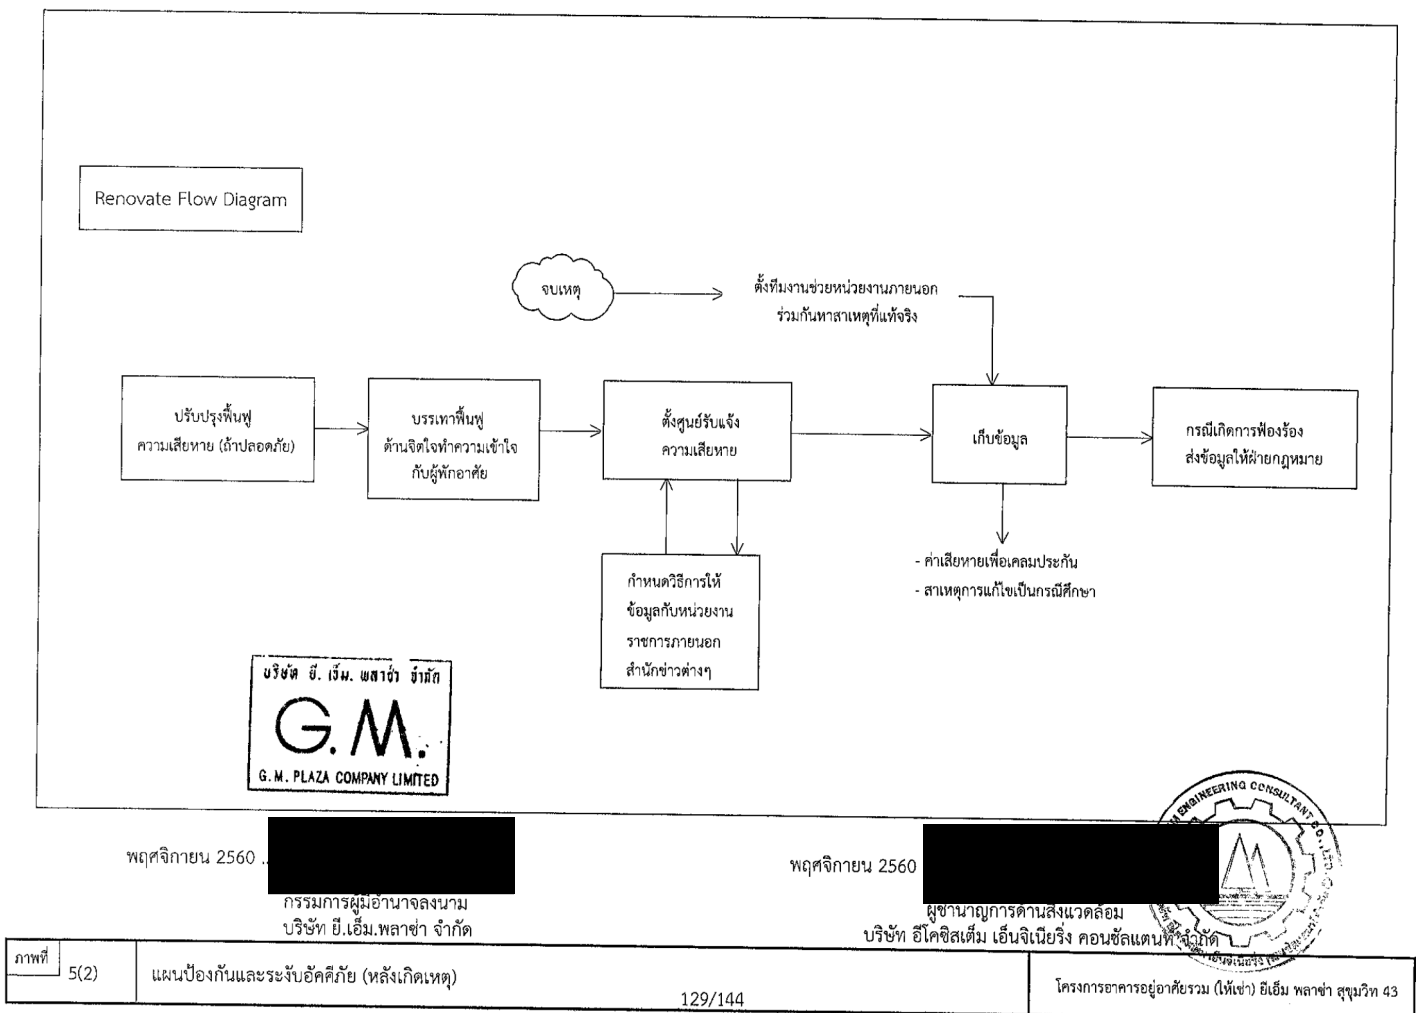 Renovate Flow Diagram
จบเหตุ
ตั้งทีมงานช่วยหน่วยงานภายนอก
ร่วมกันหาสาเหตุที่แท้จริง
ปรับปรุงฟื้นฟู
ความเสียหาย (ถ้าปลอดภัย)
บรรเทาฟื้นฟู
ด้านจิตใจทำความเข้าใจ
กับผู้พักอาศัย
ตั้งศูนย์รับแจ้ง
ความเสียหาย
เก็บข้อมูล
กรณีเกิดการฟ้องร้อง
ส่งข้อมูลให้ฝ่ายกฎหมาย
กำหนดวิธีการให้
ข้อมูลกับหน่วยงาน
ราชการภายนอก
สำนักข่าวต่างๆ
- ค่าเสียหายเพื่อเคลมประกัน
- สาเหตุการแก้ไขเป็นกรณีศึกษา
บริษัท ยี. เอ็ม. พลาซ่า จำกัด
G.M.
G.M. PLAZA COMPANY LIMITED
ENGINEERING CONSULTANT CO., LTD.
พฤศจิกายน 2560
กรรมการผู้มีอำนาจลงนาม
บริษัท ยี.เอ็ม.พลาซ่า จำกัด
พฤศจิกายน 2560
ผู้ชำนาญการด้านสิ่งแวดล้อม
บริษัท อีโคซิสเต็ม เอ็นจิเนียริ่ง คอนซัลแตนท์ จำกัด
ภาพที่
5(2)
แผนป้องกันและระงับอัคคีภัย (หลังเกิดเหตุ)
129/144
โครงการอาคารอยู่อาศัยรวม (ให้เช่า) ยีเอ็ม พลาซ่า สุขุมวิท 43